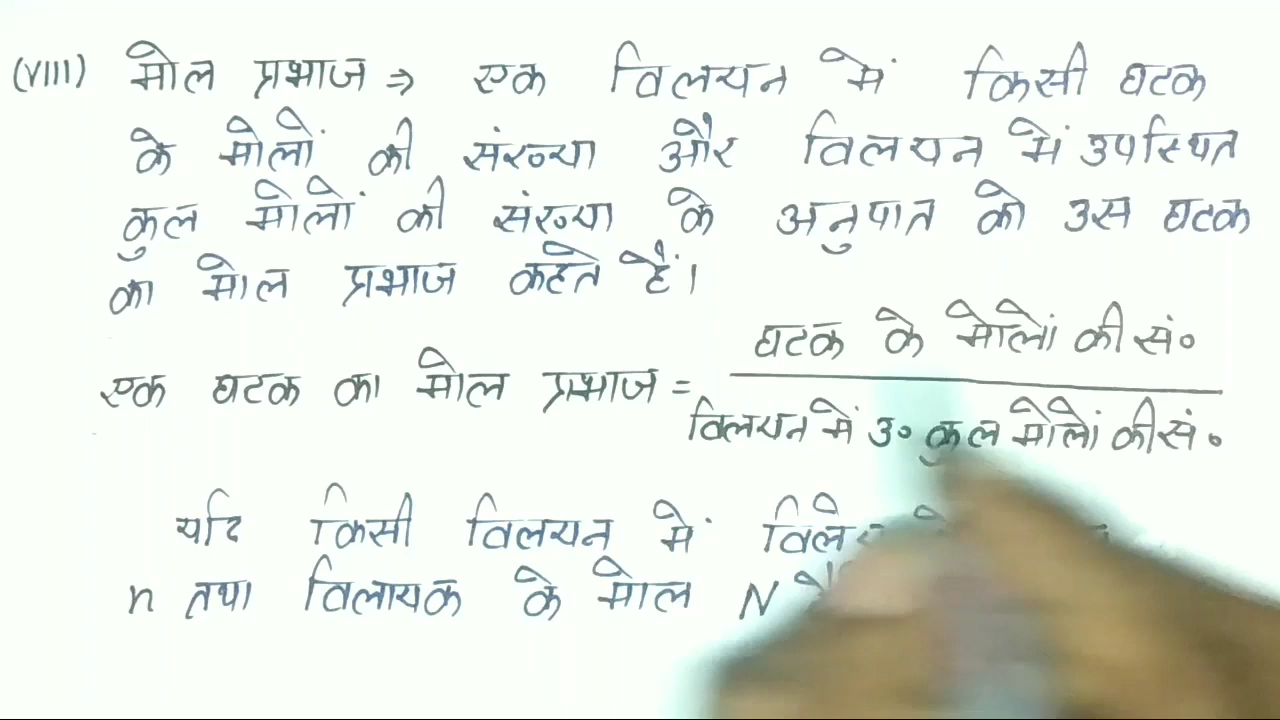 (VIII) मोल प्रभाज ⇒ एक विलयन में किसी घटक
के मोलों की संख्या और विलयन में उपस्थित
कुल मोलों की संख्या के अनुपात को उस घटक
का मोल प्रभाज कहते हैं।
घटक के मोलों की सं०
एक घटक का मोल प्रभाज =
विलयन में उ० कुल मोलों की सं०
यदि किसी विलयन में
n तथा विलायक के मोल N